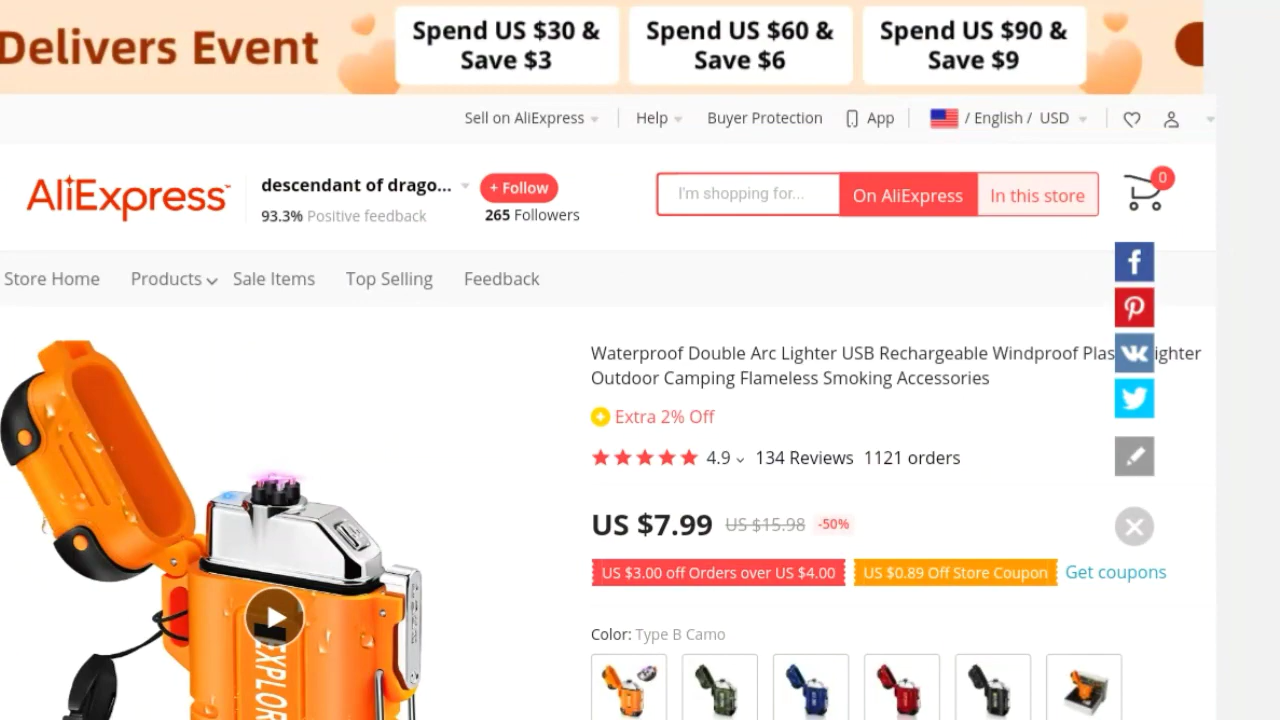 Delivers Event
Spend US $30 &
Save $3
Spend US $60 &
Save $6
Spend US $90 &
Save $9
Sell on AliExpress
Help
Buyer Protection
App
/ English / USD
AliExpress
descendant of drago...
+ Follow
93.3% Positive feedback
265 Followers
I'm shopping for...
On AliExpress
In this store
0
Store Home
Products
Sale Items
Top Selling
Feedback
Waterproof Double Arc Lighter USB Rechargeable Windproof Plas ighter
Outdoor Camping Flameless Smoking Accessories
Extra 2% Off
4.9
134 Reviews
1121 orders
US $7.99
US $15.98
-50%
US $3.00 off Orders over US $4.00
US $0.89 Off Store Coupon
Get coupons
Color: Type B Camo
EXPLOR